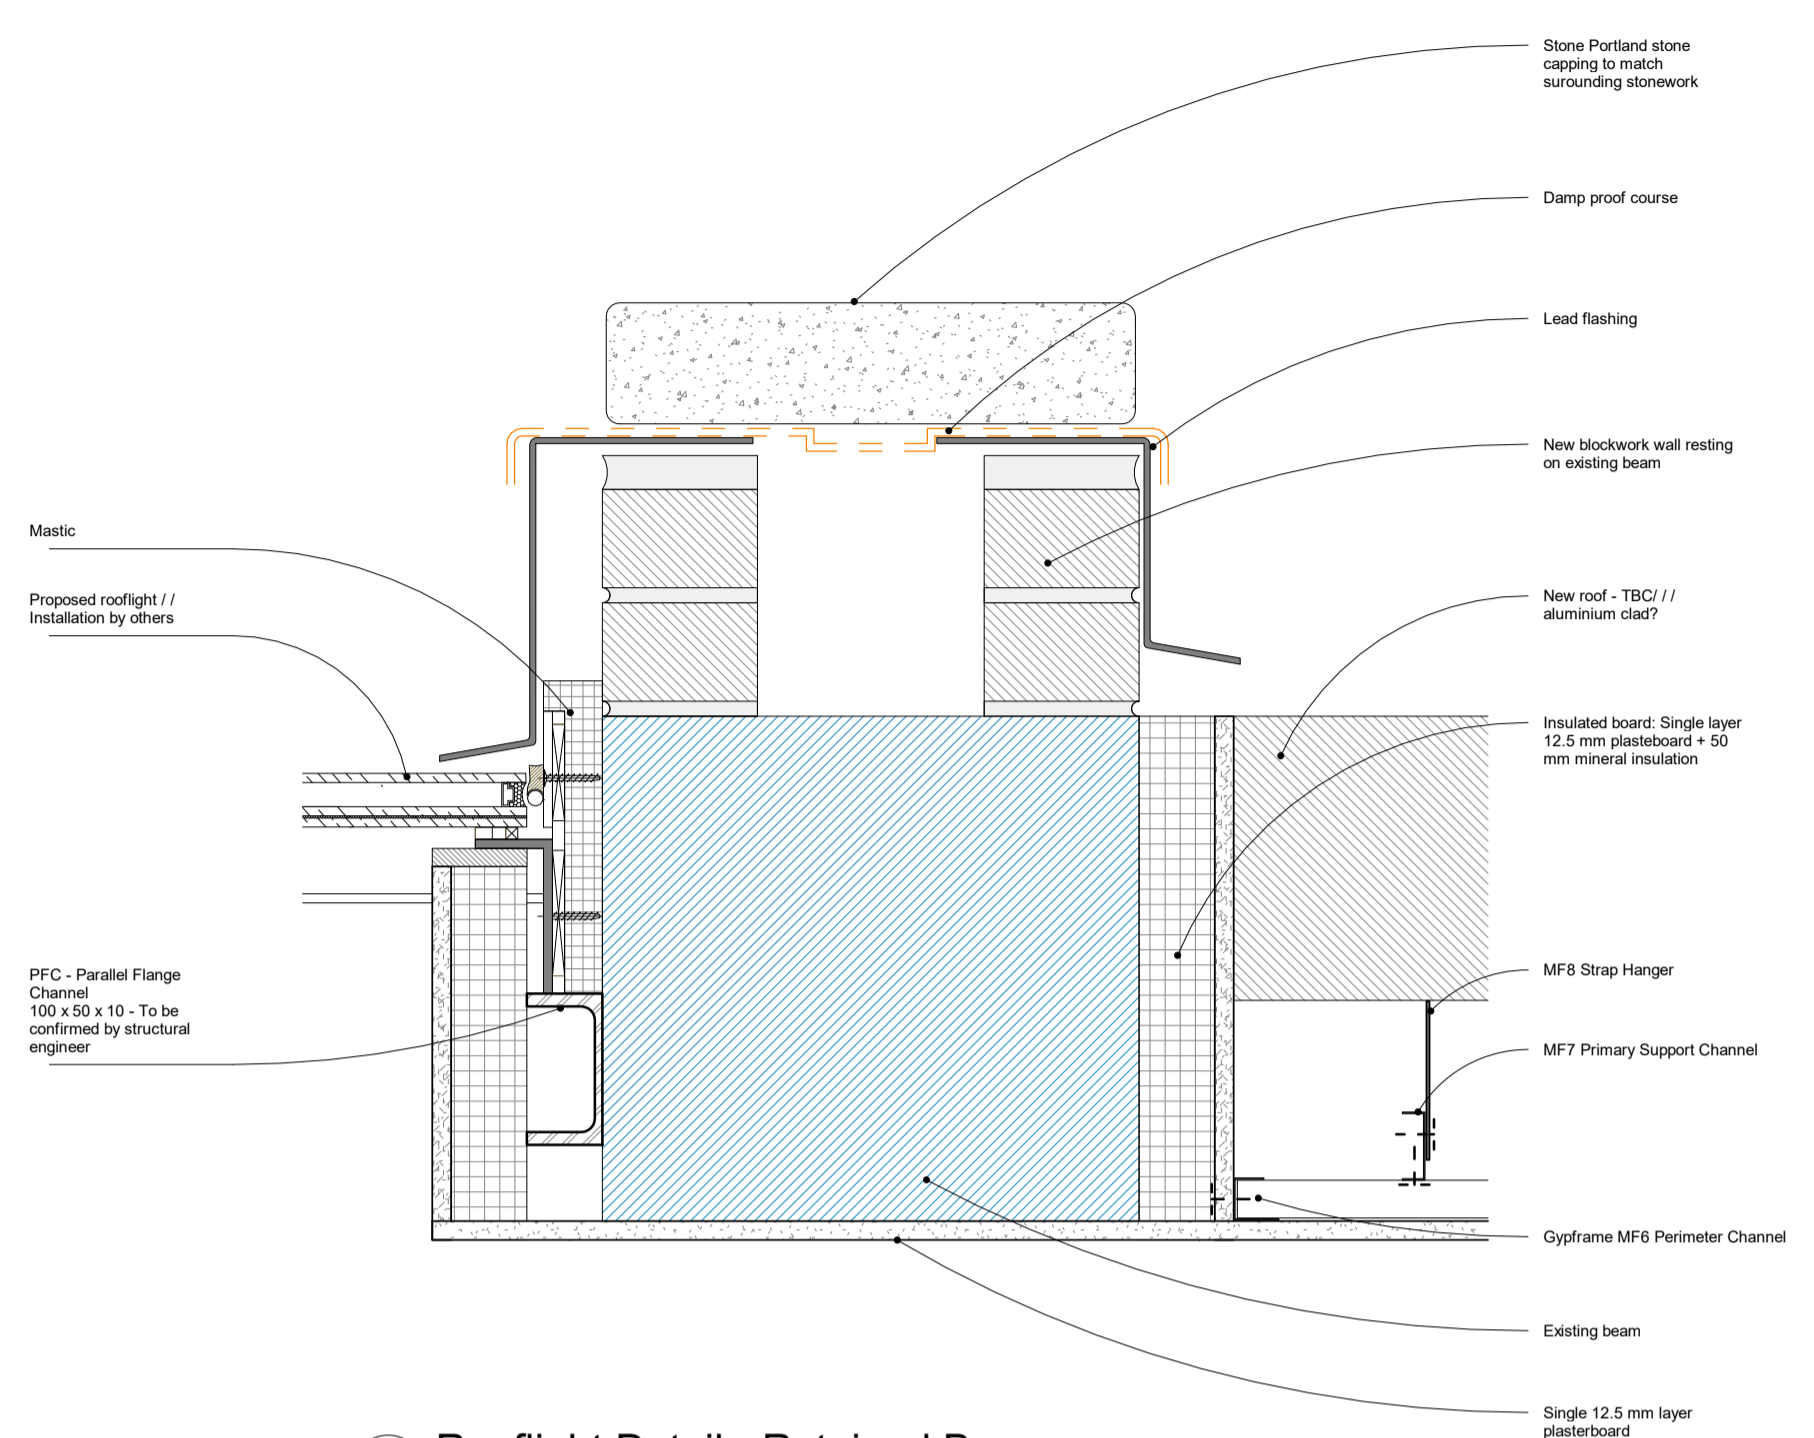 Stone Portland stone
capping to match
surounding stonework
Damp proof course
Lead flashing
New blockwork wall resting
on existing beam
Mastic
Proposed rooflight / /
Installation by others
New roof - TBC/ / /
aluminium clad?
Insulated board: Single layer
12.5 mm plasteboard + 50
mm mineral insulation
PFC - Parallel Flange
Channel
100 x 50 x 10 - To be
confirmed by structural
engineer
MF8 Strap Hanger
MF7 Primary Support Channel
Gypframe MF6 Perimeter Channel
Existing beam
Single 12.5 mm layer
plasterboard
Rooflight Detail - Retained